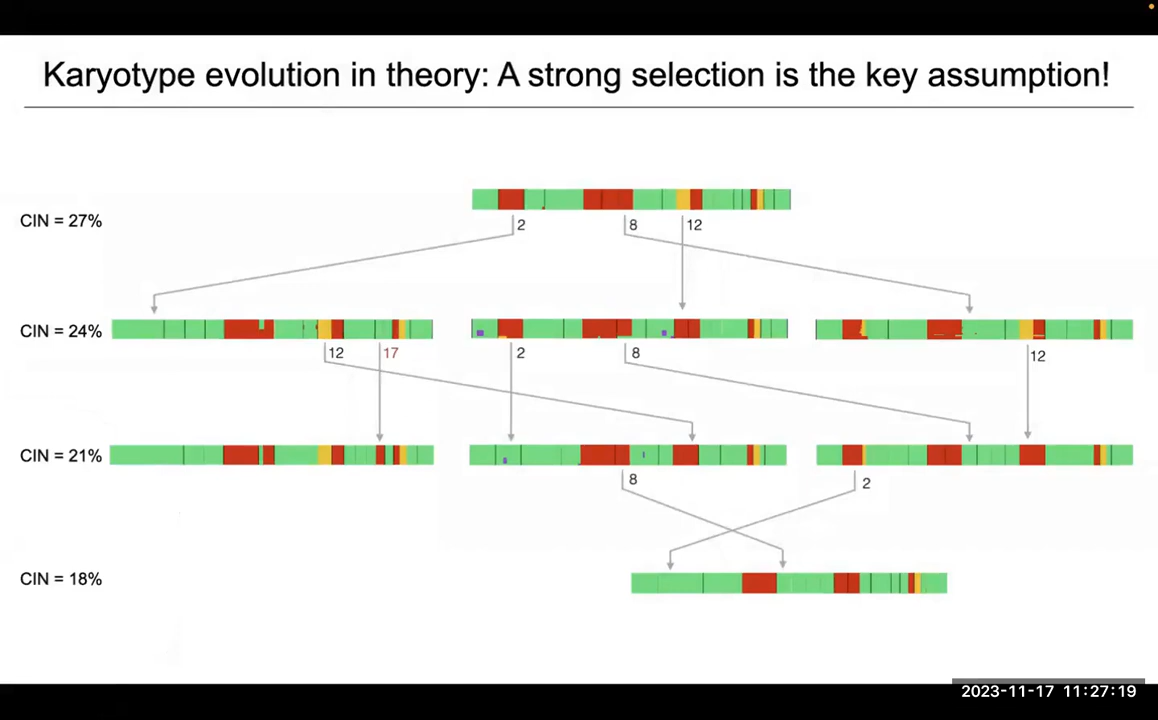 Karyotype evolution in theory: A strong selection is the key assumption!
CIN = 27%
2 8 12
CIN = 24%
12 17 2 8 12
CIN = 21%
8 2
CIN = 18%
2023-11-17 11:27:19